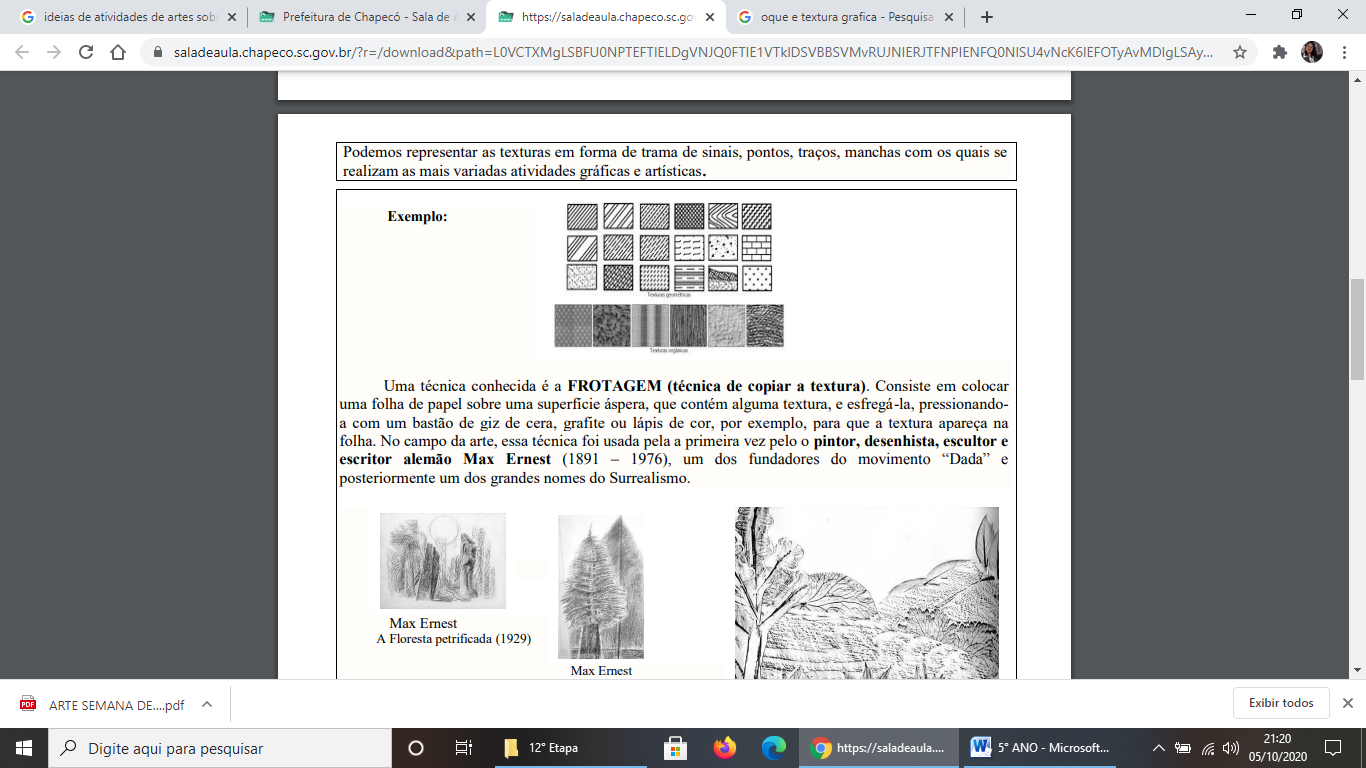 ideias de atividades de artes sob
Prefeitura de Chapecó - Sala de A
https://saladeaula.chapeco.sc.go
oque e textura grafica - Pesquisa
saladeaula.chapeco.sc.gov.br/?r=/download&path=L0VCTXMgLSBFU0NPTEFTIELDgVNJQ0FTIE1VTklDSVBBSVMvRUJNIERJTFNPIENFQ0NISU4vNcK6IEFOTyAvMDIgLSAy...
Podemos representar as texturas em forma de trama de sinais, pontos, traços, manchas com os quais se
realizam as mais variadas atividades gráficas e artísticas.
Exemplo:
Texturas geométricas
Texturas orgânicas
Uma técnica conhecida é a FROTAGEM (técnica de copiar a textura). Consiste em colocar
uma folha de papel sobre uma superfície áspera, que contém alguma textura, e esfregá-la, pressionando-
a com um bastão de giz de cera, grafite ou lápis de cor, por exemplo, para que a textura apareça na
folha. No campo da arte, essa técnica foi usada pela a primeira vez pelo o pintor, desenhista, escultor e
escritor alemão Max Ernest (1891 – 1976), um dos fundadores do movimento “Dada” e
posteriormente um dos grandes nomes do Surrealismo.
Max Ernest
A Floresta petrificada (1929)
Max Ernest
ARTE SEMANA DE....pdf
Exibir todos
Digite aqui para pesquisar
12° Etapa
https://saladeaula....
5° ANO - Microsoft...
21:20
05/10/2020